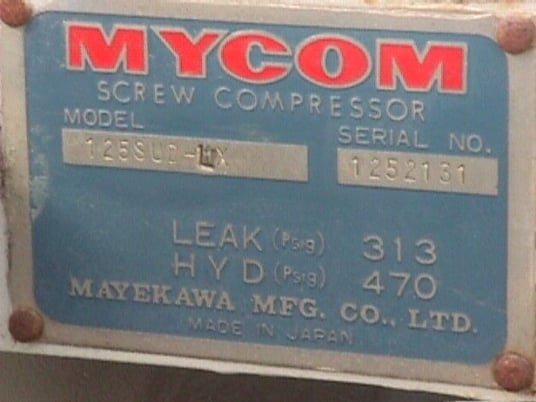 MYCOM
SCREW COMPRESSOR
MODEL
SERIAL NO.
1252131
LEAK (Psig) 313
HYD (Psig) 470
MAYEKAWA MFG. CO., LTD.
MADE IN JAPAN